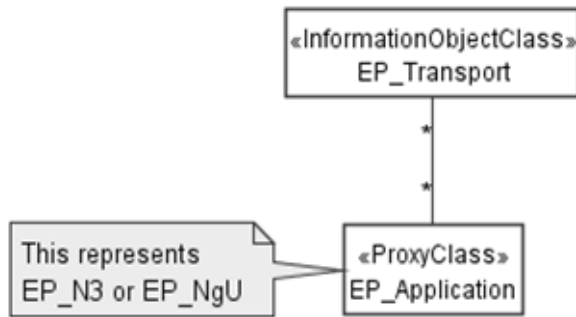 «InformationObjectClass»
EP_Transport
*
*
This represents
EP_N3 or EP_NgU
«ProxyClass»
EP_Application